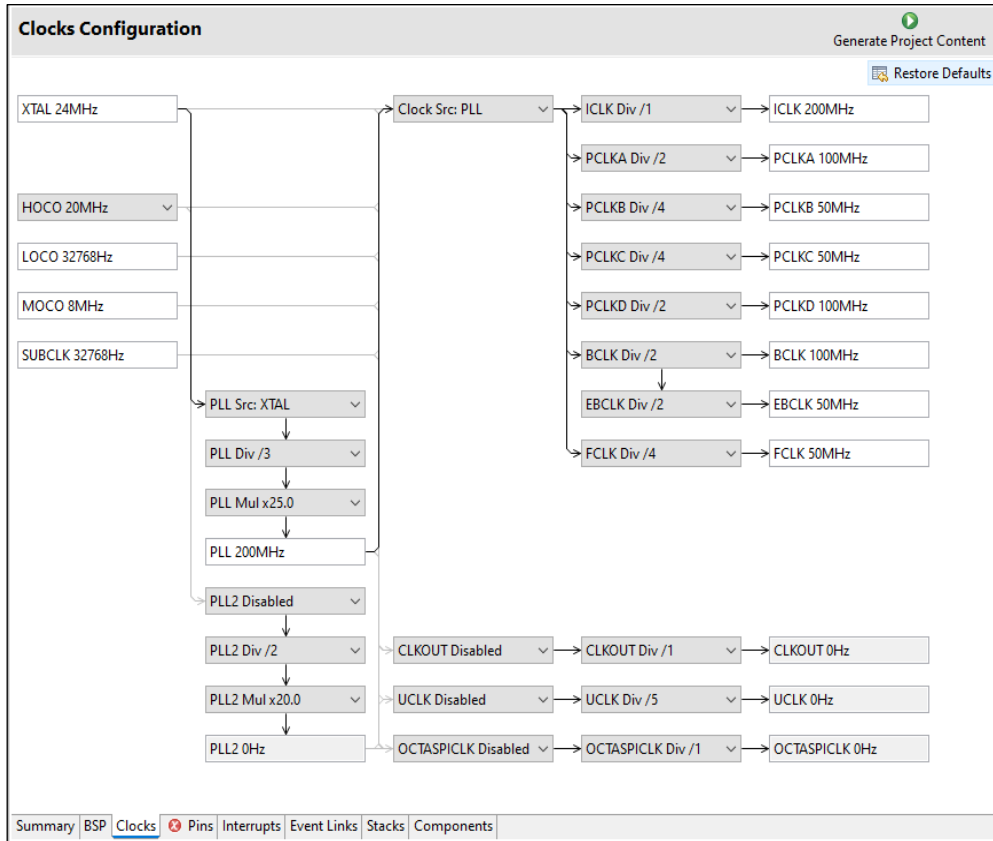 Clocks Configuration
Generate Project Content
Restore Defaults
XTAL 24MHz
Clock Src: PLL
ICLK Div /1
ICLK 200MHz
PCLKA Div /2
PCLKA 100MHz
HOCO 20MHz
PCLKB Div /4
PCLKB 50MHz
LOCO 32768Hz
PCLKC Div /4
PCLKC 50MHz
MOCO 8MHz
PCLKD Div /2
PCLKD 100MHz
SUBCLK 32768Hz
BCLK Div /2
BCLK 100MHz
PLL Src: XTAL
EBCLK Div /2
EBCLK 50MHz
PLL Div /3
FCLK Div /4
FCLK 50MHz
PLL Mul x25.0
PLL 200MHz
PLL2 Disabled
PLL2 Div /2
CLKOUT Disabled
CLKOUT Div /1
CLKOUT 0Hz
PLL2 Mul x20.0
UCLK Disabled
UCLK Div /5
UCLK 0Hz
PLL2 0Hz
OCTASPICLK Disabled
OCTASPICLK Div /1
OCTASPICLK 0Hz
Summary BSP Clocks Pins Interrupts Event Links Stacks Components